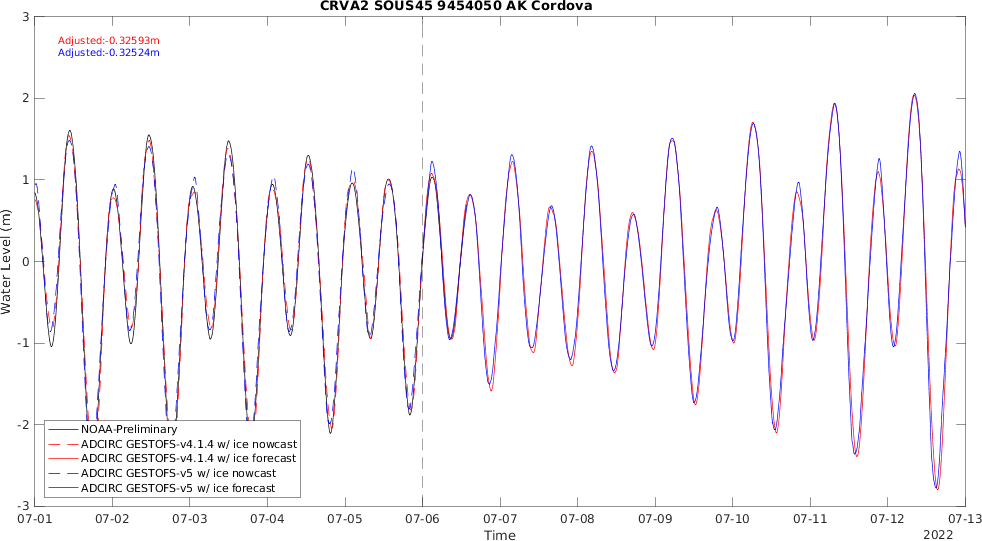 CRVA2 SOUS45 9454050 AK Cordova
Adjusted:-0.32593m
Adjusted:-0.32524m
3
2
1
0
-1
-2
-3
Water Level (m)
NOAA-Preliminary
ADCIRC GESTOFS-v4.1.4 w/ ice nowcast
ADCIRC GESTOFS-v4.1.4 w/ ice forecast
ADCIRC GESTOFS-v5 w/ ice nowcast
ADCIRC GESTOFS-v5 w/ ice forecast
07-01 07-02 07-03 07-04 07-05 07-06 07-07 07-08 07-09 07-10 07-11 07-12 07-13
Time
2022